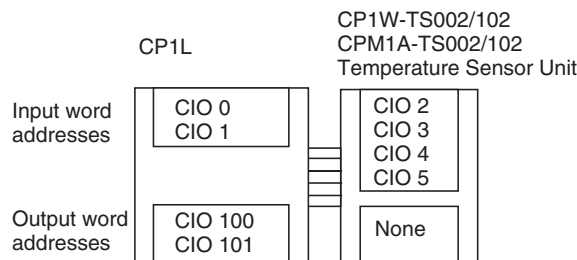 CP1L
CP1W-TS002/102
CPM1A-TS002/102
Temperature Sensor Unit
Input word
addresses
CIO 0
CIO 1
CIO 2
CIO 3
CIO 4
CIO 5
Output word
addresses
CIO 100
CIO 101
None